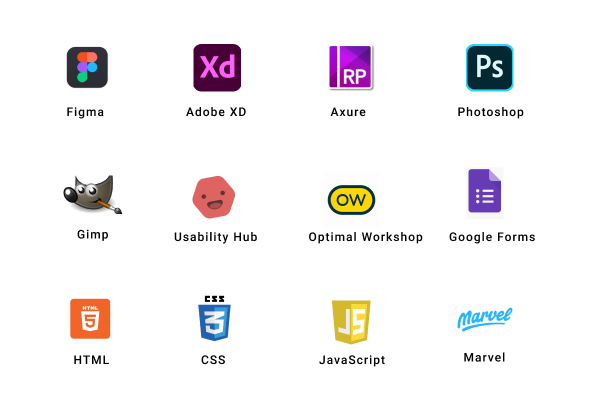 Xd
RP
Ps
Figma
Adobe XD
Axure
Photoshop
OW
Gimp
Usability Hub
Optimal Workshop
Google Forms
HTML
5
CSS
3
JS
Marvel
HTML
CSS
JavaScript
Marvel